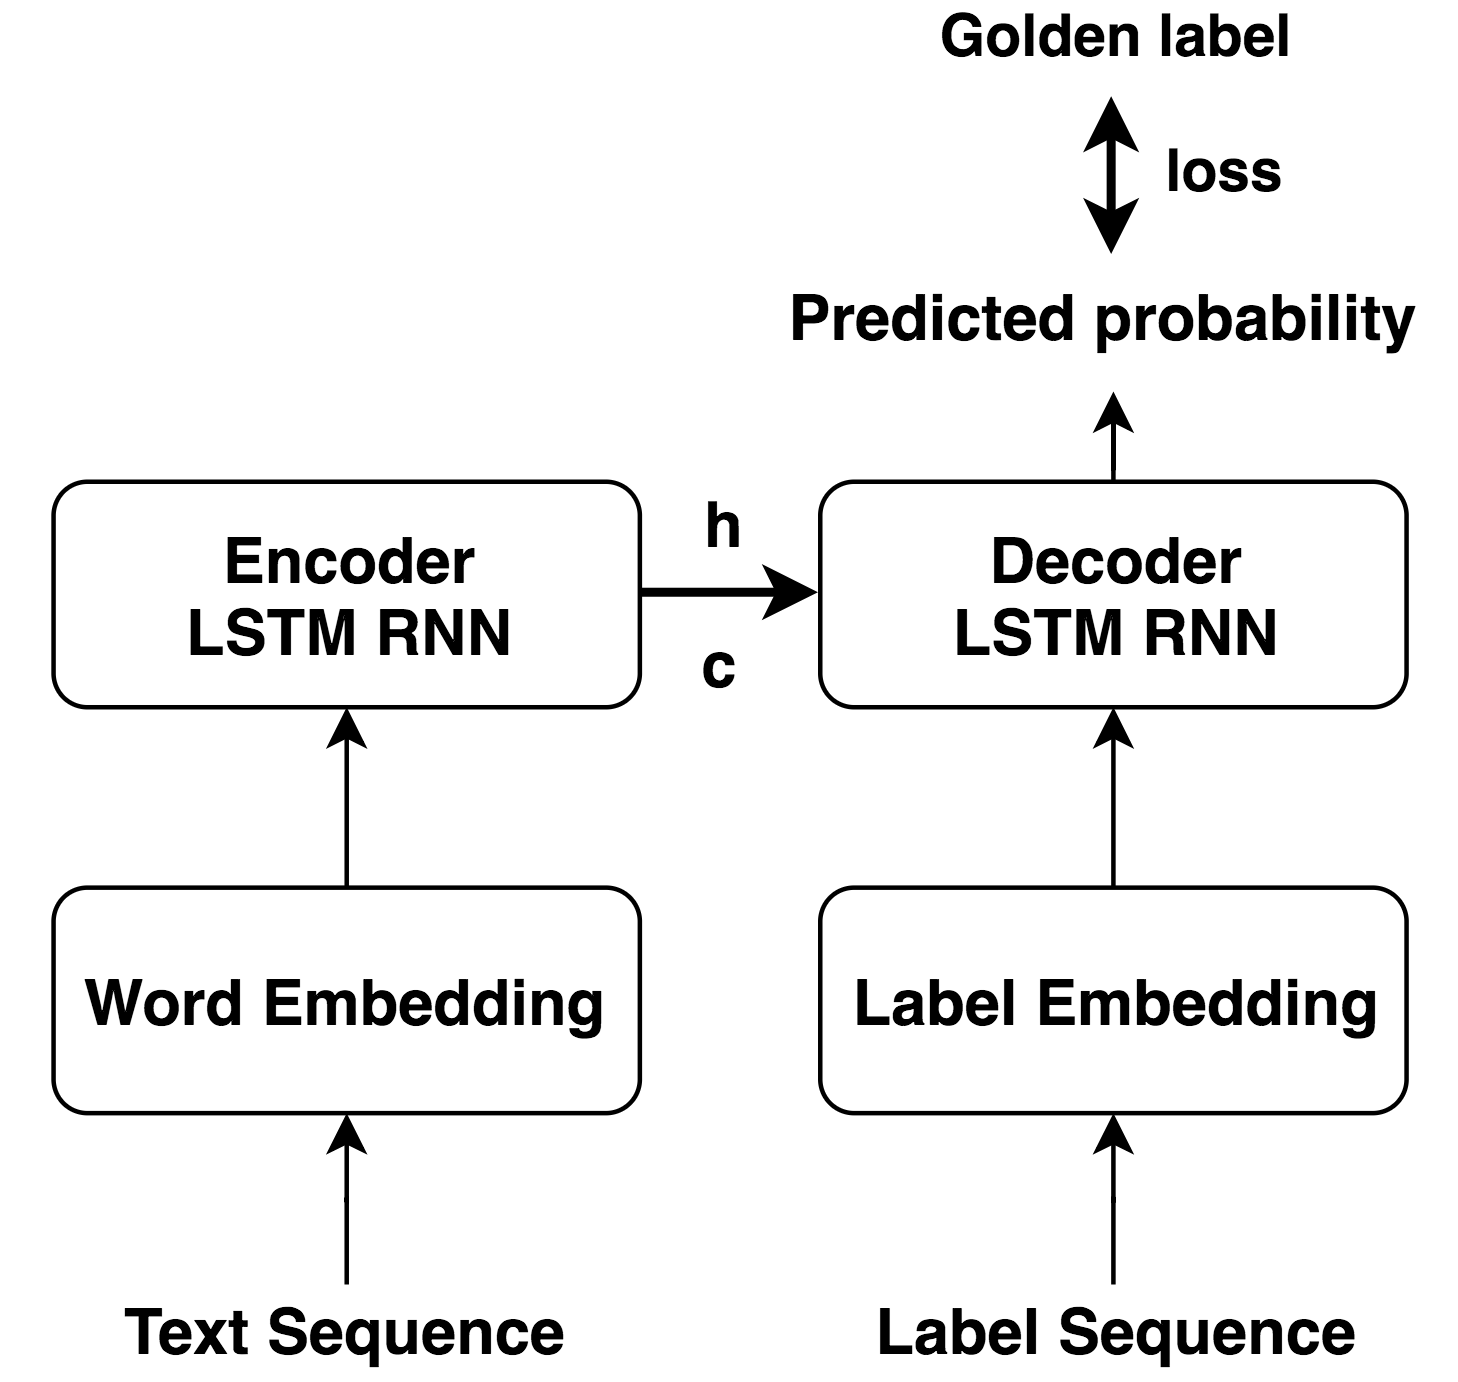 Golden label
loss
Predicted probability
Encoder
LSTM RNN
h
c
Decoder
LSTM RNN
Word Embedding
Label Embedding
Text Sequence
Label Sequence